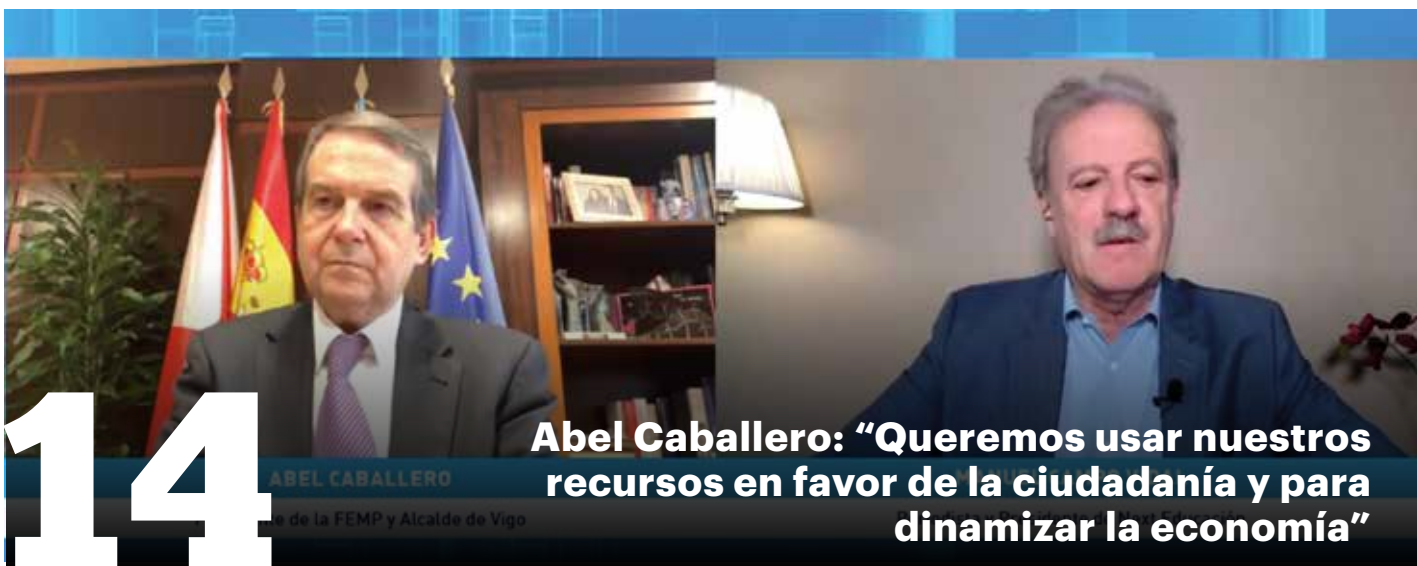 14
Abel Caballero: “Queremos usar nuestros
recursos en favor de la ciudadanía y para
dinamizar la economía”
ABEL CABALLERO
de la FEMP y Alcalde de Vigo